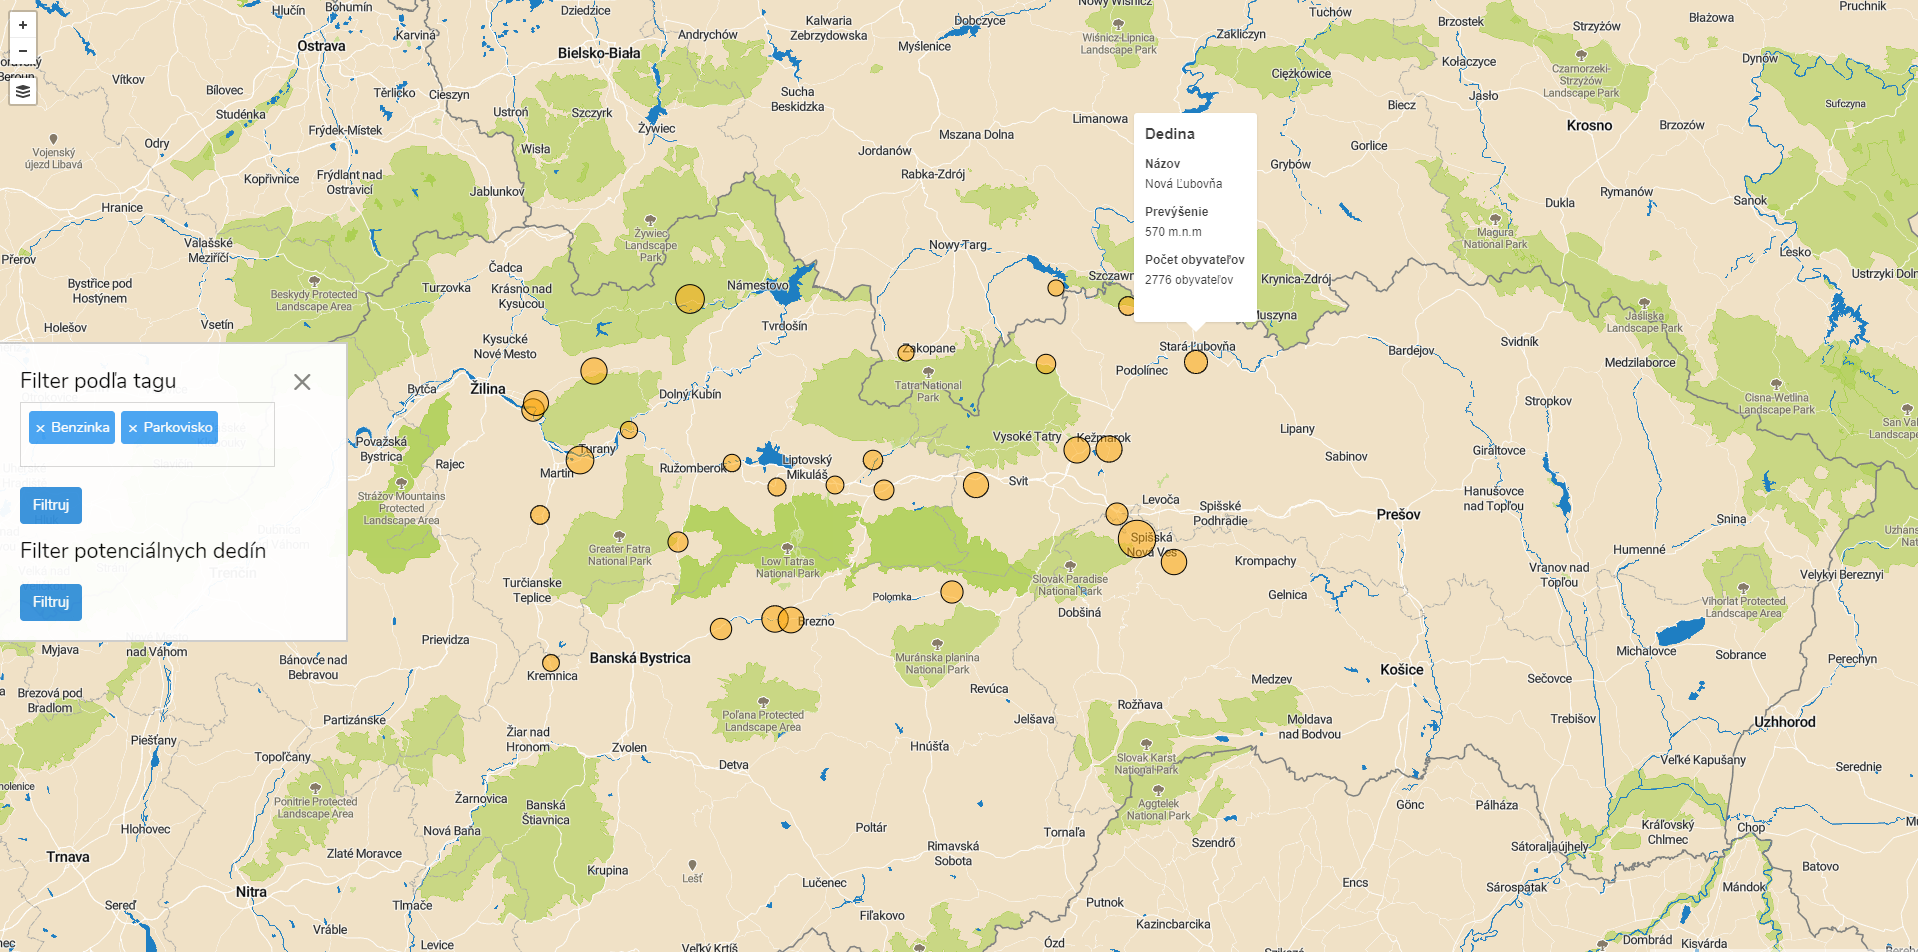 +
−
Hlučín
Bohumín
Karviná
Ostrava
Vítkov
Bílovec
Studénka
Těrlicko
Cieszyn
Frýdek-Místek
Odry
Vojenský
újezd Libavá
Kopřivnice
Frýdlant nad
Ostravicí
Jablunkov
Hranice
Valašské
Meziříčí
Přerov
Bystřice pod
Hostýnem
Holešov
Vsetín
Beskydy Protected
Landscape Area
Turzovka
Čadca
Krásno nad
Kysucou
Kysucké
Nové Mesto
Dziedzice
Bielsko-Biała
Andrychów
Kalwaria
Zebrzydowska
Ustroń
Szczyrk
Wisła
Żywiec
Sucha
Beskidzka
Żywiec
Landscape
Park
Námestovo
Tvrdošín
Jordanów
Rabka-Zdrój
Nowy Targ
Mszana Dolna
Myślenice
Dobczyce
Nowy Wiśnicz
Wiśnicz-Lipnica
Landscape Park
Limanowa
Zakliczyn
Tuchów
Ciężkowice
Brzostek
Kołaczyce
Jasło
Biecz
Gorlice
Grybów
Strzyżów
Błażowa
Pruchnik
Czarnorzeki-
Strzyżów
Landscape Park
Dynów
Sufczyna
Krosno
Brzozów
Rymanów
Dukla
Sanok
Lesko
Ustrzyki Doln
Magura
National Park
Jaśliska
Landscape Park
Cisna-Wetlina
Landscape Park
San Val
Landscape
Krynica-Zdrój
Muszyna
Szczawn
Dedina
Názov
Nová Ľubovňa
Prevýšenie
570 m.n.m
Počet obyvateľov
2776 obyvateľov
Stará Ľubovňa
Podolínec
Bardejov
Svidník
Medzilaborce
Stropkov
Giraltovce
Lipany
Sabinov
Hanušovce
nad Topľou
Prešov
Snina
Humenné
Vranov nad
Topľou
Velykyi Bereznyi
Vihorlat Protected
Landscape Area
Michalovce
Sobrance
Perechyn
Uzhhorod
Trebišov
Sečovce
Košice
Medzev
Moldava
nad Bodvou
Rožňava
Jelšava
Revúca
Slovak Karst
National Park
Aggtelek
National Park
Dobšiná
Gelnica
Krompachy
Spišské
Podhradie
Levoča
Spišská
Nová Ves
Slovak Paradise
National Park
Kežmarok
Vysoké Tatry
Svit
Zakopane
Tatra National
Park
Liptovský
Mikuláš
Ružomberok
Dolný Kubín
Žilina
Bytča
Turany
Martin
Považská
Bystrica
Rajec
Strážov Mountains
Protected
Landscape Area
Greater Fatra
National Park
Low Tatras
National Park
Turčianske
Teplice
Polomka
Brezno
Muránska planina
National Park
Banská Bystrica
Kremnica
Prievidza
Bánovce nad
Bebravou
Partizánske
Topoľčany
Žiar nad
Hronom
Zvolen
Detva
Poľana Protected
Landscape Area
Hnúšťa
Poltár
Rimavská
Sobota
Tornaľa
Lučenec
Fiľakovo
Veľký Krtíš
Lešť
Krupina
Banská
Štiavnica
Žarnovica
Nová Baňa
Ponitrie Protected
Landscape Area
Zlaté Moravce
Tlmače
Levice
Vráble
Nitra
Sereď
Trnava
Hlohovec
Piešťany
Brezová pod
Bradlom
Myjava
nad Váhom
Filter podľa tagu
× Benzinka
× Parkovisko
Filtruj
Filter potenciálnych dedín
Filtruj
Szendrő
Encs
Putnok
Kazincbarcika
Ózd
Gönc
Pálháza
Sátoraljaújhely
Sárospatak
Kráľovský
Chlmec
Chop
Veľké Kapušany
Serednie
Batovo
Mándok
Dombrád
Kisvárda